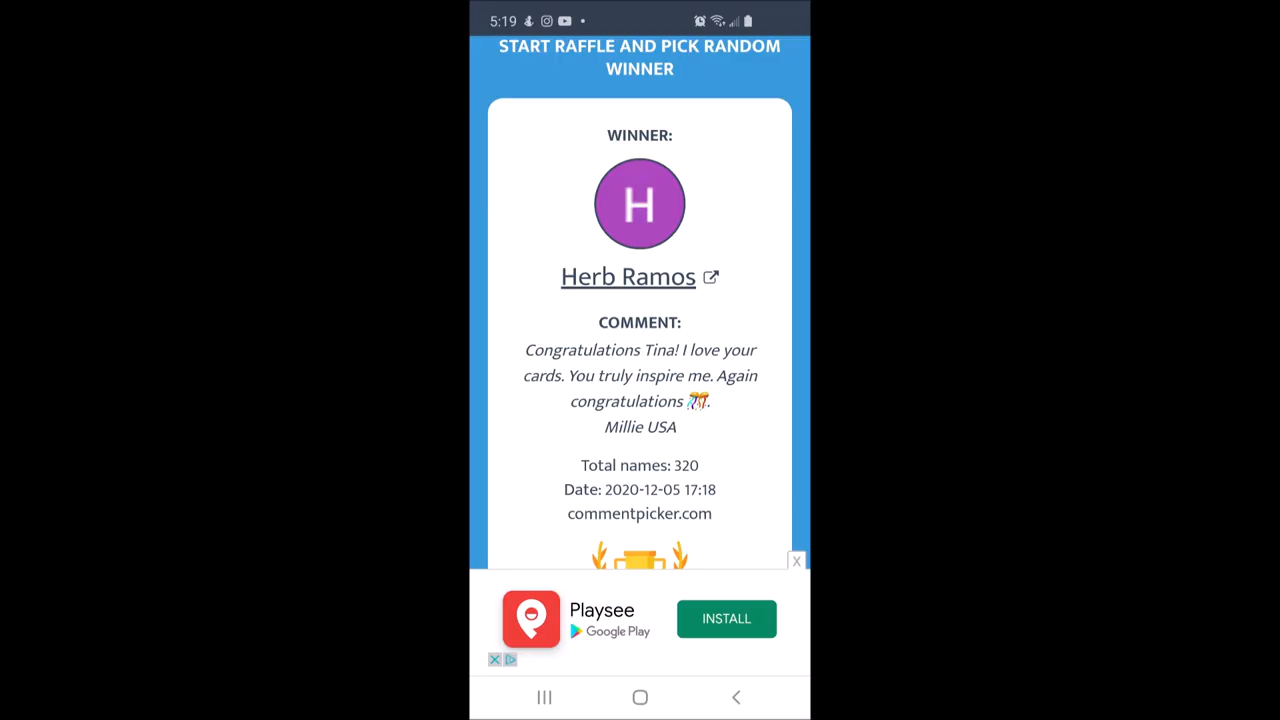 5:19
START RAFFLE AND PICK RANDOM
WINNER
WINNER:
H
Herb Ramos
COMMENT:
Congratulations Tina! I love your
cards. You truly inspire me. Again
congratulations 🎊.
Millie USA
Total names: 320
Date: 2020-12-05 17:18
commentpicker.com
X
Playsee
Google Play
INSTALL